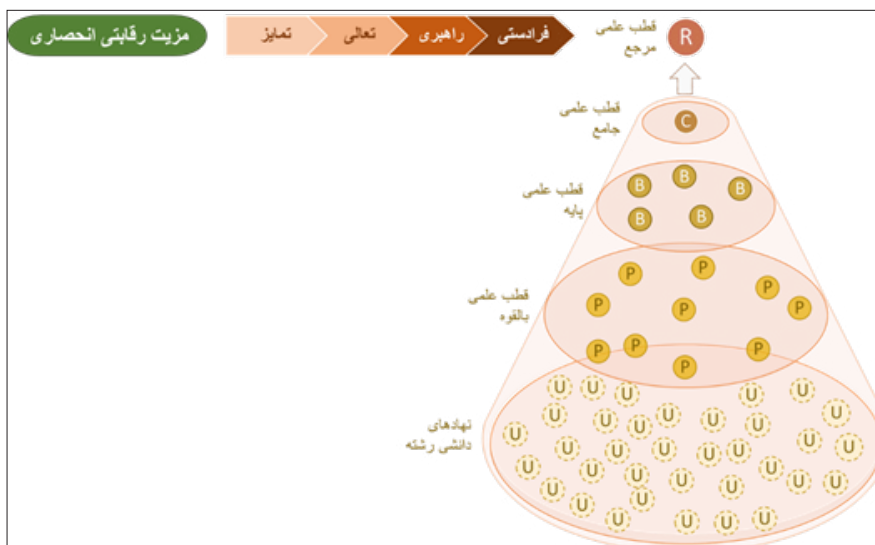 مزیت رقابتی انحصاری
فرادستی
راهبری
تعالی
تمایز
قطب علمی
مرجع
R
قطب علمی
جامع
C
قطب علمی
پایه
B B B
B B
قطب علمی
بالقوه
P P
P
P P P
P P P
P
نهادهای
دانشی رشته
U U U U U
U U U U U U U
U U U U U U U U U
U U U U U U U U
U U U U U U U